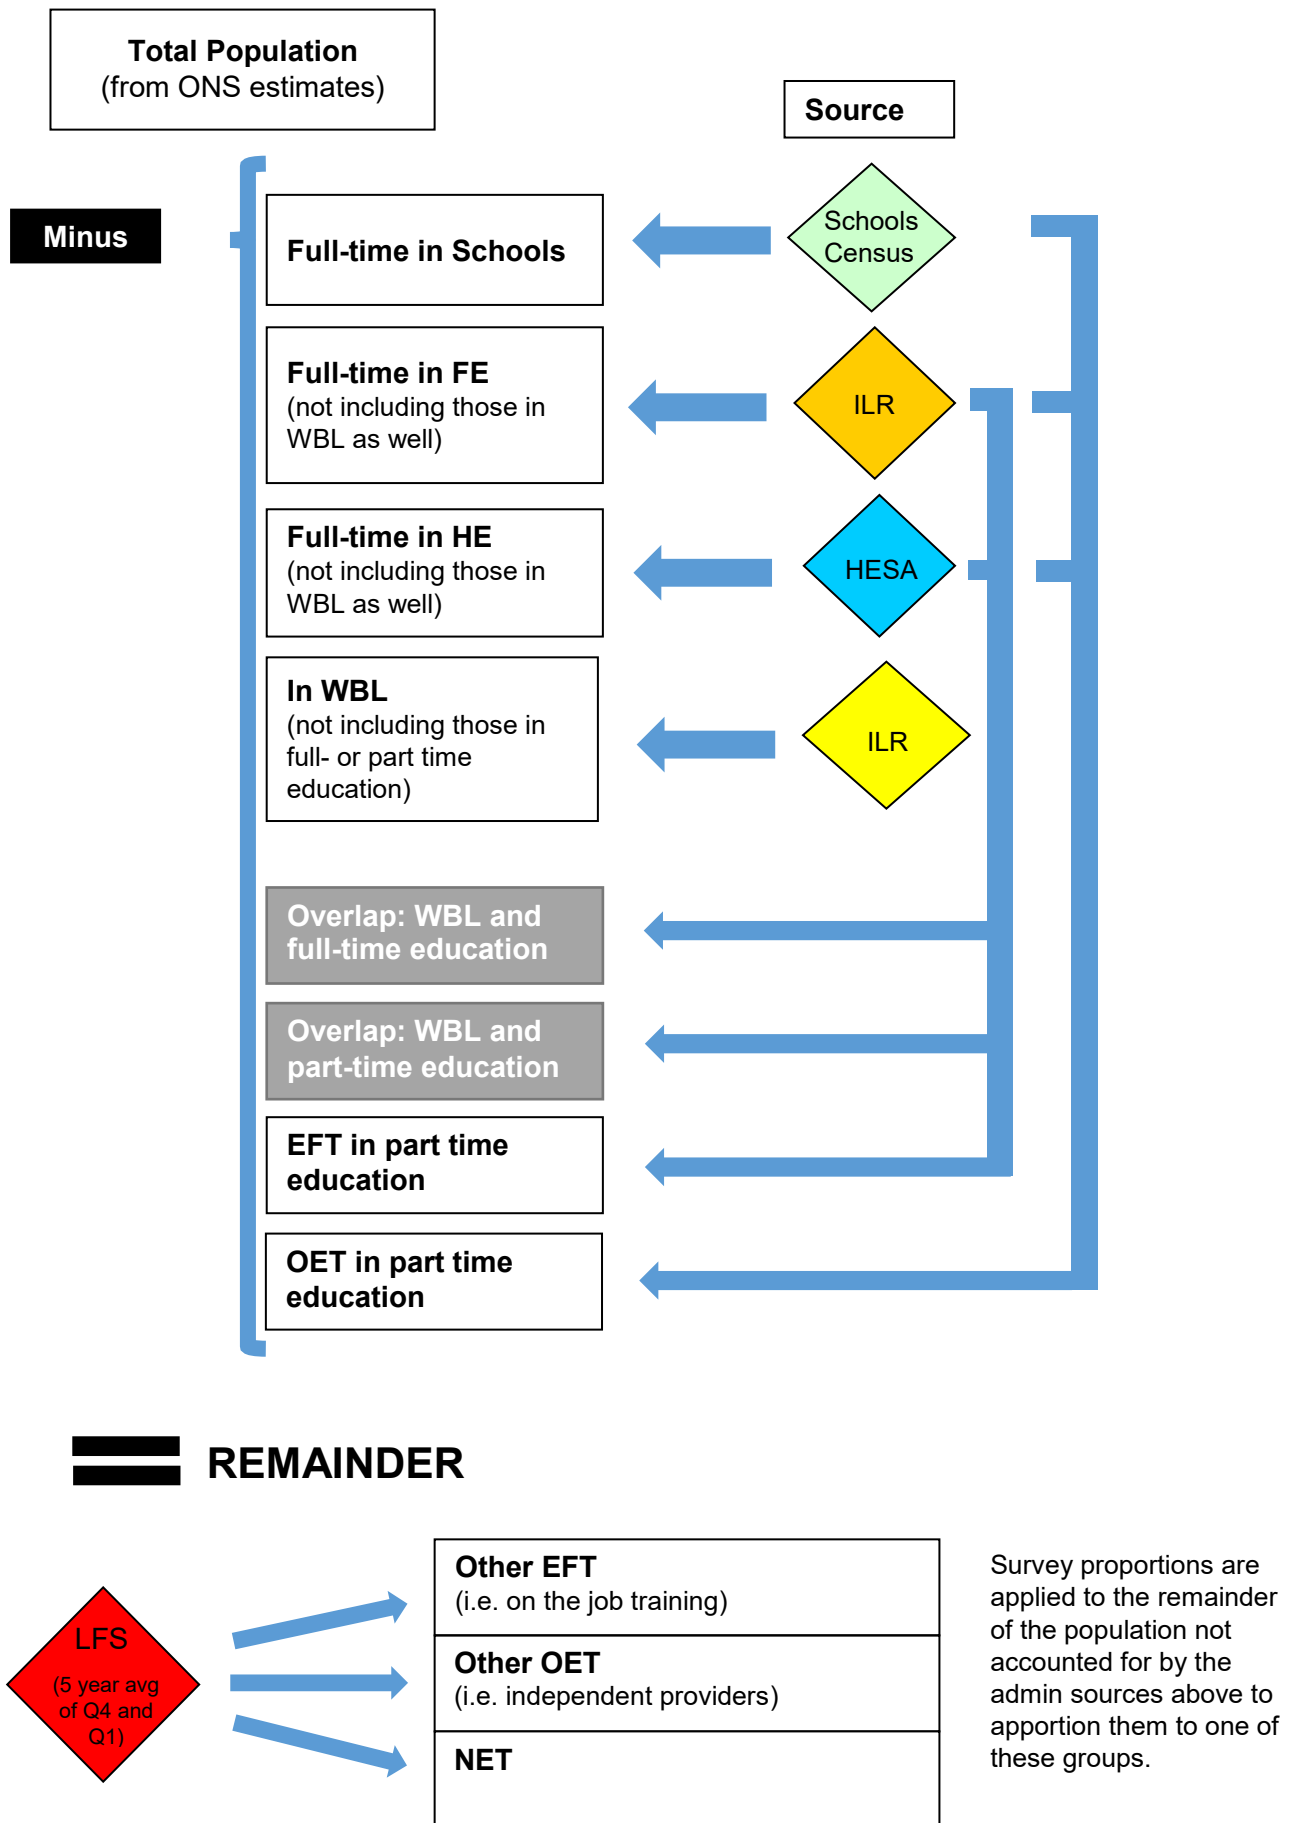 Total Population
(from ONS estimates)
Source
Minus
Full-time in Schools
Schools
Census
Full-time in FE
(not including those in
WBL as well)
ILR
Full-time in HE
(not including those in
WBL as well)
HESA
In WBL
(not including those in
full- or part time
education)
ILR
Overlap: WBL and
full-time education
Overlap: WBL and
part-time education
EFT in part time
education
OET in part time
education
REMAINDER
LFS
(5 year avg
of Q4 and
Q1)
Other EFT
(i.e. on the job training)
Other OET
(i.e. independent providers)
NET
Survey proportions are
applied to the remainder
of the population not
accounted for by the
admin sources above to
apportion them to one of
these groups.